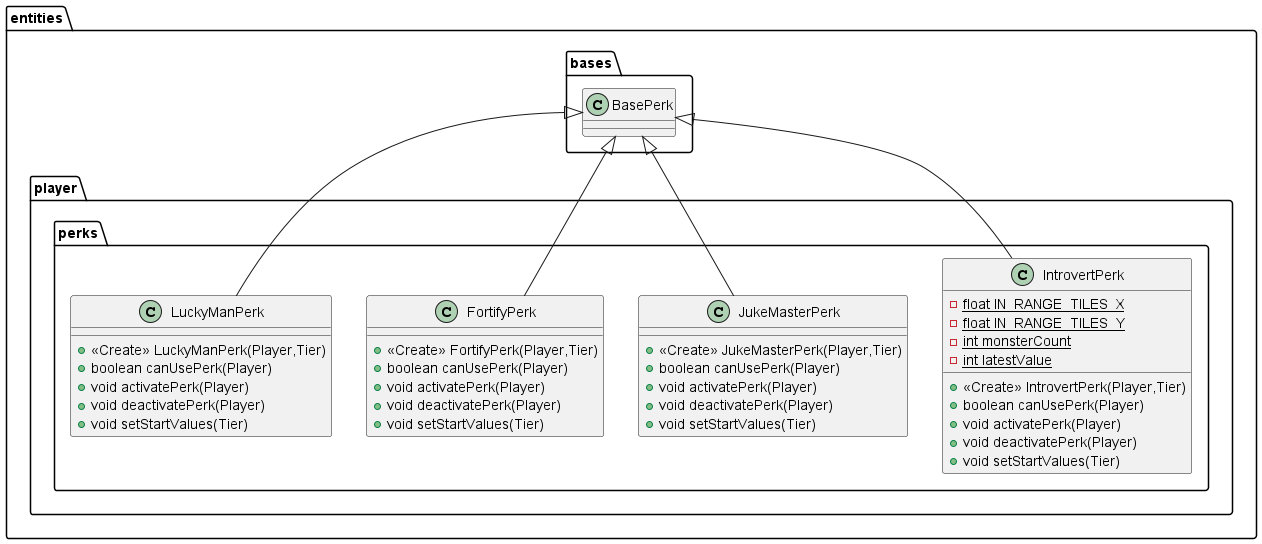 entities
bases
C BasePerk
player
perks
C LuckyManPerk
«Create» LuckyManPerk(Player,Tier)
boolean canUsePerk(Player)
void activatePerk(Player)
void deactivatePerk(Player)
void setStartValues(Tier)
C FortifyPerk
«Create» FortifyPerk(Player,Tier)
boolean canUsePerk(Player)
void activatePerk(Player)
void deactivatePerk(Player)
void setStartValues(Tier)
C JukeMasterPerk
«Create» JukeMasterPerk(Player,Tier)
boolean canUsePerk(Player)
void activatePerk(Player)
void deactivatePerk(Player)
void setStartValues(Tier)
C IntrovertPerk
float IN_RANGE_TILES_X
float IN_RANGE_TILES_Y
int monsterCount
int latestValue
«Create» IntrovertPerk(Player,Tier)
boolean canUsePerk(Player)
void activatePerk(Player)
void deactivatePerk(Player)
void setStartValues(Tier)